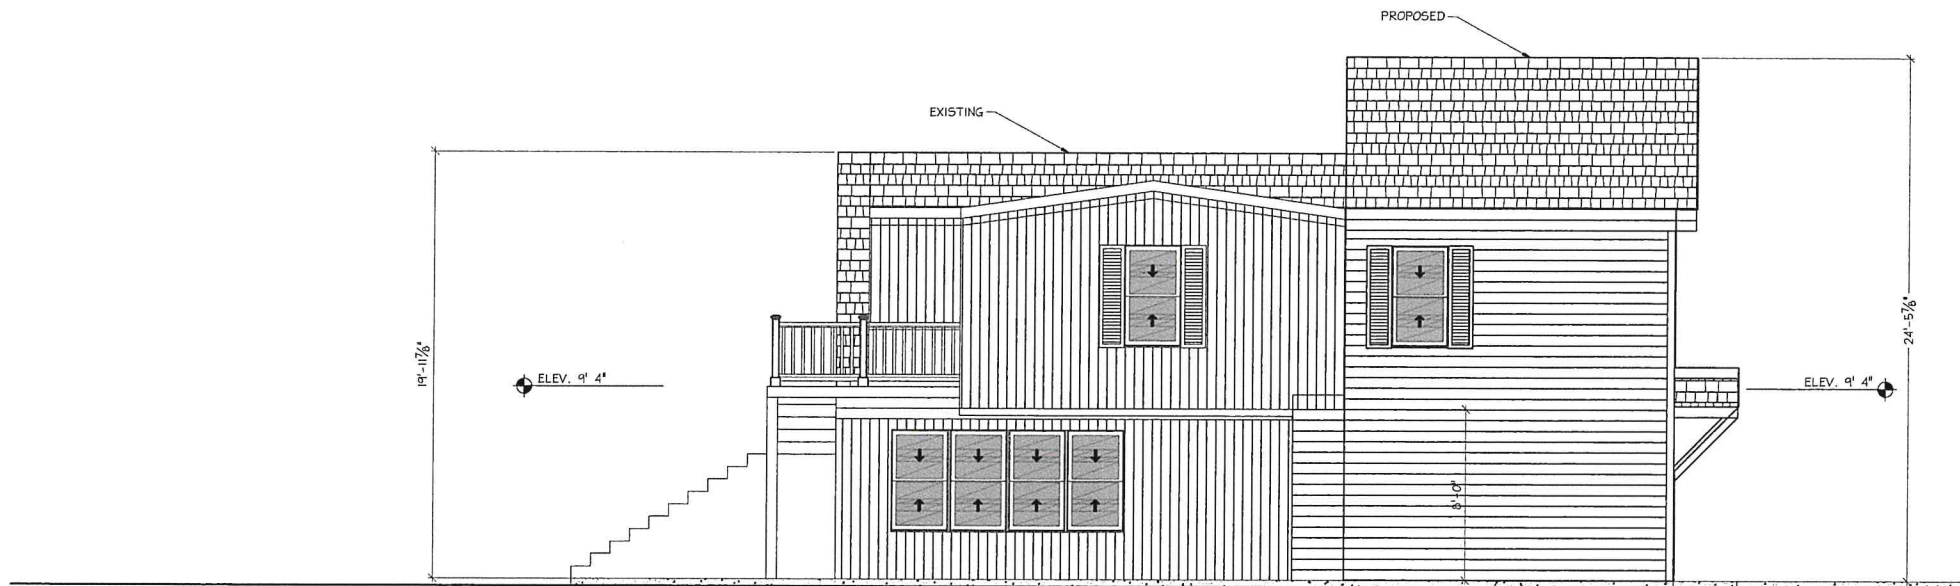 PROPOSED
EXISTING
19'-11⅞"
24'-5⅞"
ELEV. 9' 4"
ELEV. 9' 4"
8'-0"